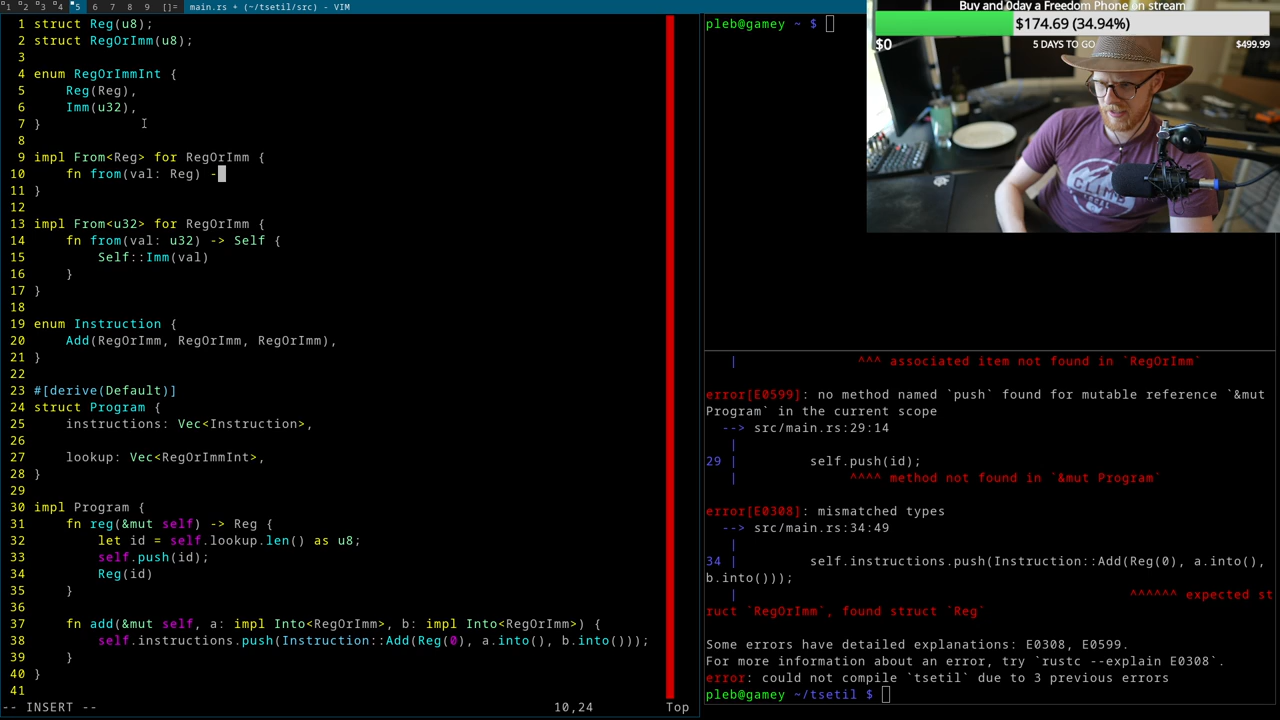 1 2 3 4 5 6 7 8 9 []= main.rs + (~/tsetil/src) - VIM
1 struct Reg(u8);
2 struct RegOrImm(u8);
3
4 enum RegOrImmInt {
5     Reg(Reg),
6     Imm(u32),
7 }
8
9 impl From<Reg> for RegOrImm {
10     fn from(val: Reg) -
11 }
12
13 impl From<u32> for RegOrImm {
14     fn from(val: u32) -> Self {
15         Self::Imm(val)
16     }
17 }
18
19 enum Instruction {
20     Add(RegOrImm, RegOrImm, RegOrImm),
21 }
22
23 #[derive(Default)]
24 struct Program {
25     instructions: Vec<Instruction>,
26
27     lookup: Vec<RegOrImmInt>,
28 }
29
30 impl Program {
31     fn reg(&mut self) -> Reg {
32         let id = self.lookup.len() as u8;
33         self.push(id);
34         Reg(id)
35     }
36
37     fn add(&mut self, a: impl Into<RegOrImm>, b: impl Into<RegOrImm>) {
38         self.instructions.push(Instruction::Add(Reg(0), a.into(), b.into()));
39     }
40 }
41
-- INSERT -- 10,24 Top
pleb@gamey ~ $
Buy and 0day a Freedom Phone on stream
$174.69 (34.94%)
$0 5 DAYS TO GO $499.99
| ^^^ associated item not found in `RegOrImm`
error[E0599]: no method named `push` found for mutable reference `&mut
Program` in the current scope
--> src/main.rs:29:14
|
29 | self.push(id);
| ^^^^ method not found in `&mut Program`
error[E0308]: mismatched types
--> src/main.rs:34:49
|
34 | self.instructions.push(Instruction::Add(Reg(0), a.into(),
b.into()));
| ^^^^^^ expected st
ruct `RegOrImm`, found struct `Reg`
Some errors have detailed explanations: E0308, E0599.
For more information about an error, try `rustc --explain E0308`.
error: could not compile `tsetil` due to 3 previous errors
pleb@gamey ~/tsetil $